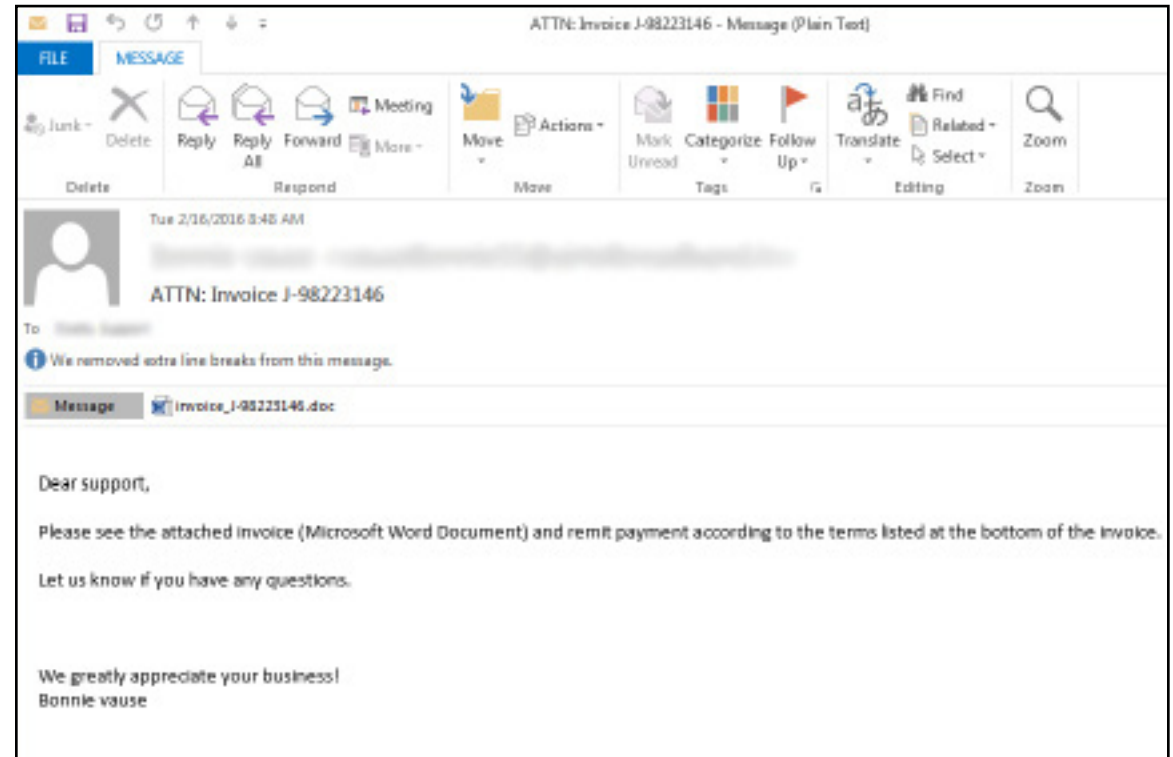 ATTN: Invoice J-98223146 - Message (Plain Text)
FILE MESSAGE
Junk Delete Reply Reply All Forward Meeting More Move Actions Mark Unread Categorize Follow Up Translate Find Related Select Zoom
Delete Respond Move Tags Editing Zoom
Tue 2/16/2016 8:48 AM
ATTN: Invoice J-98223146
To
We removed extra line breaks from this message.
Message invoice_J-98223146.doc
Dear support,
Please see the attached invoice (Microsoft Word Document) and remit payment according to the terms listed at the bottom of the invoice.
Let us know if you have any questions.
We greatly appreciate your business!
Bonnie vause